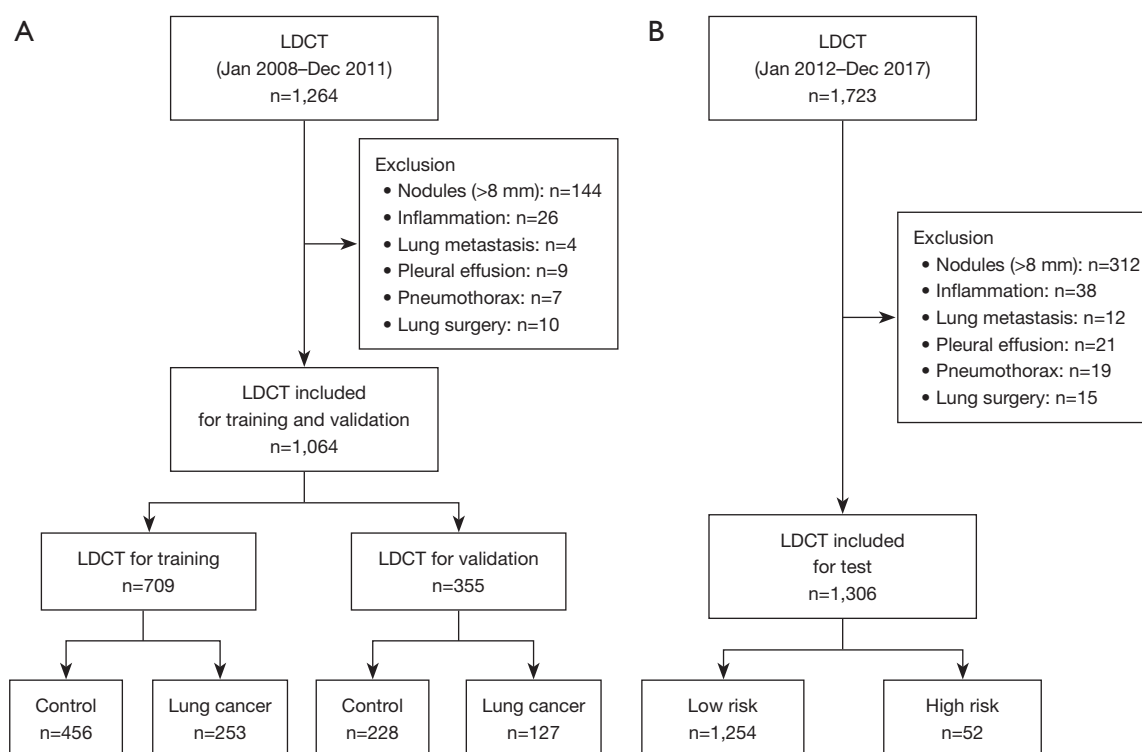 A
LDCT
(Jan 2008–Dec 2011)
n=1,264
Exclusion
• Nodules (>8 mm): n=144
• Inflammation: n=26
• Lung metastasis: n=4
• Pleural effusion: n=9
• Pneumothorax: n=7
• Lung surgery: n=10
LDCT included
for training and validation
n=1,064
LDCT for training
n=709
LDCT for validation
n=355
Control
n=456
Lung cancer
n=253
Control
n=228
Lung cancer
n=127
B
LDCT
(Jan 2012–Dec 2017)
n=1,723
Exclusion
• Nodules (>8 mm): n=312
• Inflammation: n=38
• Lung metastasis: n=12
• Pleural effusion: n=21
• Pneumothorax: n=19
• Lung surgery: n=15
LDCT included
for test
n=1,306
Low risk
n=1,254
High risk
n=52